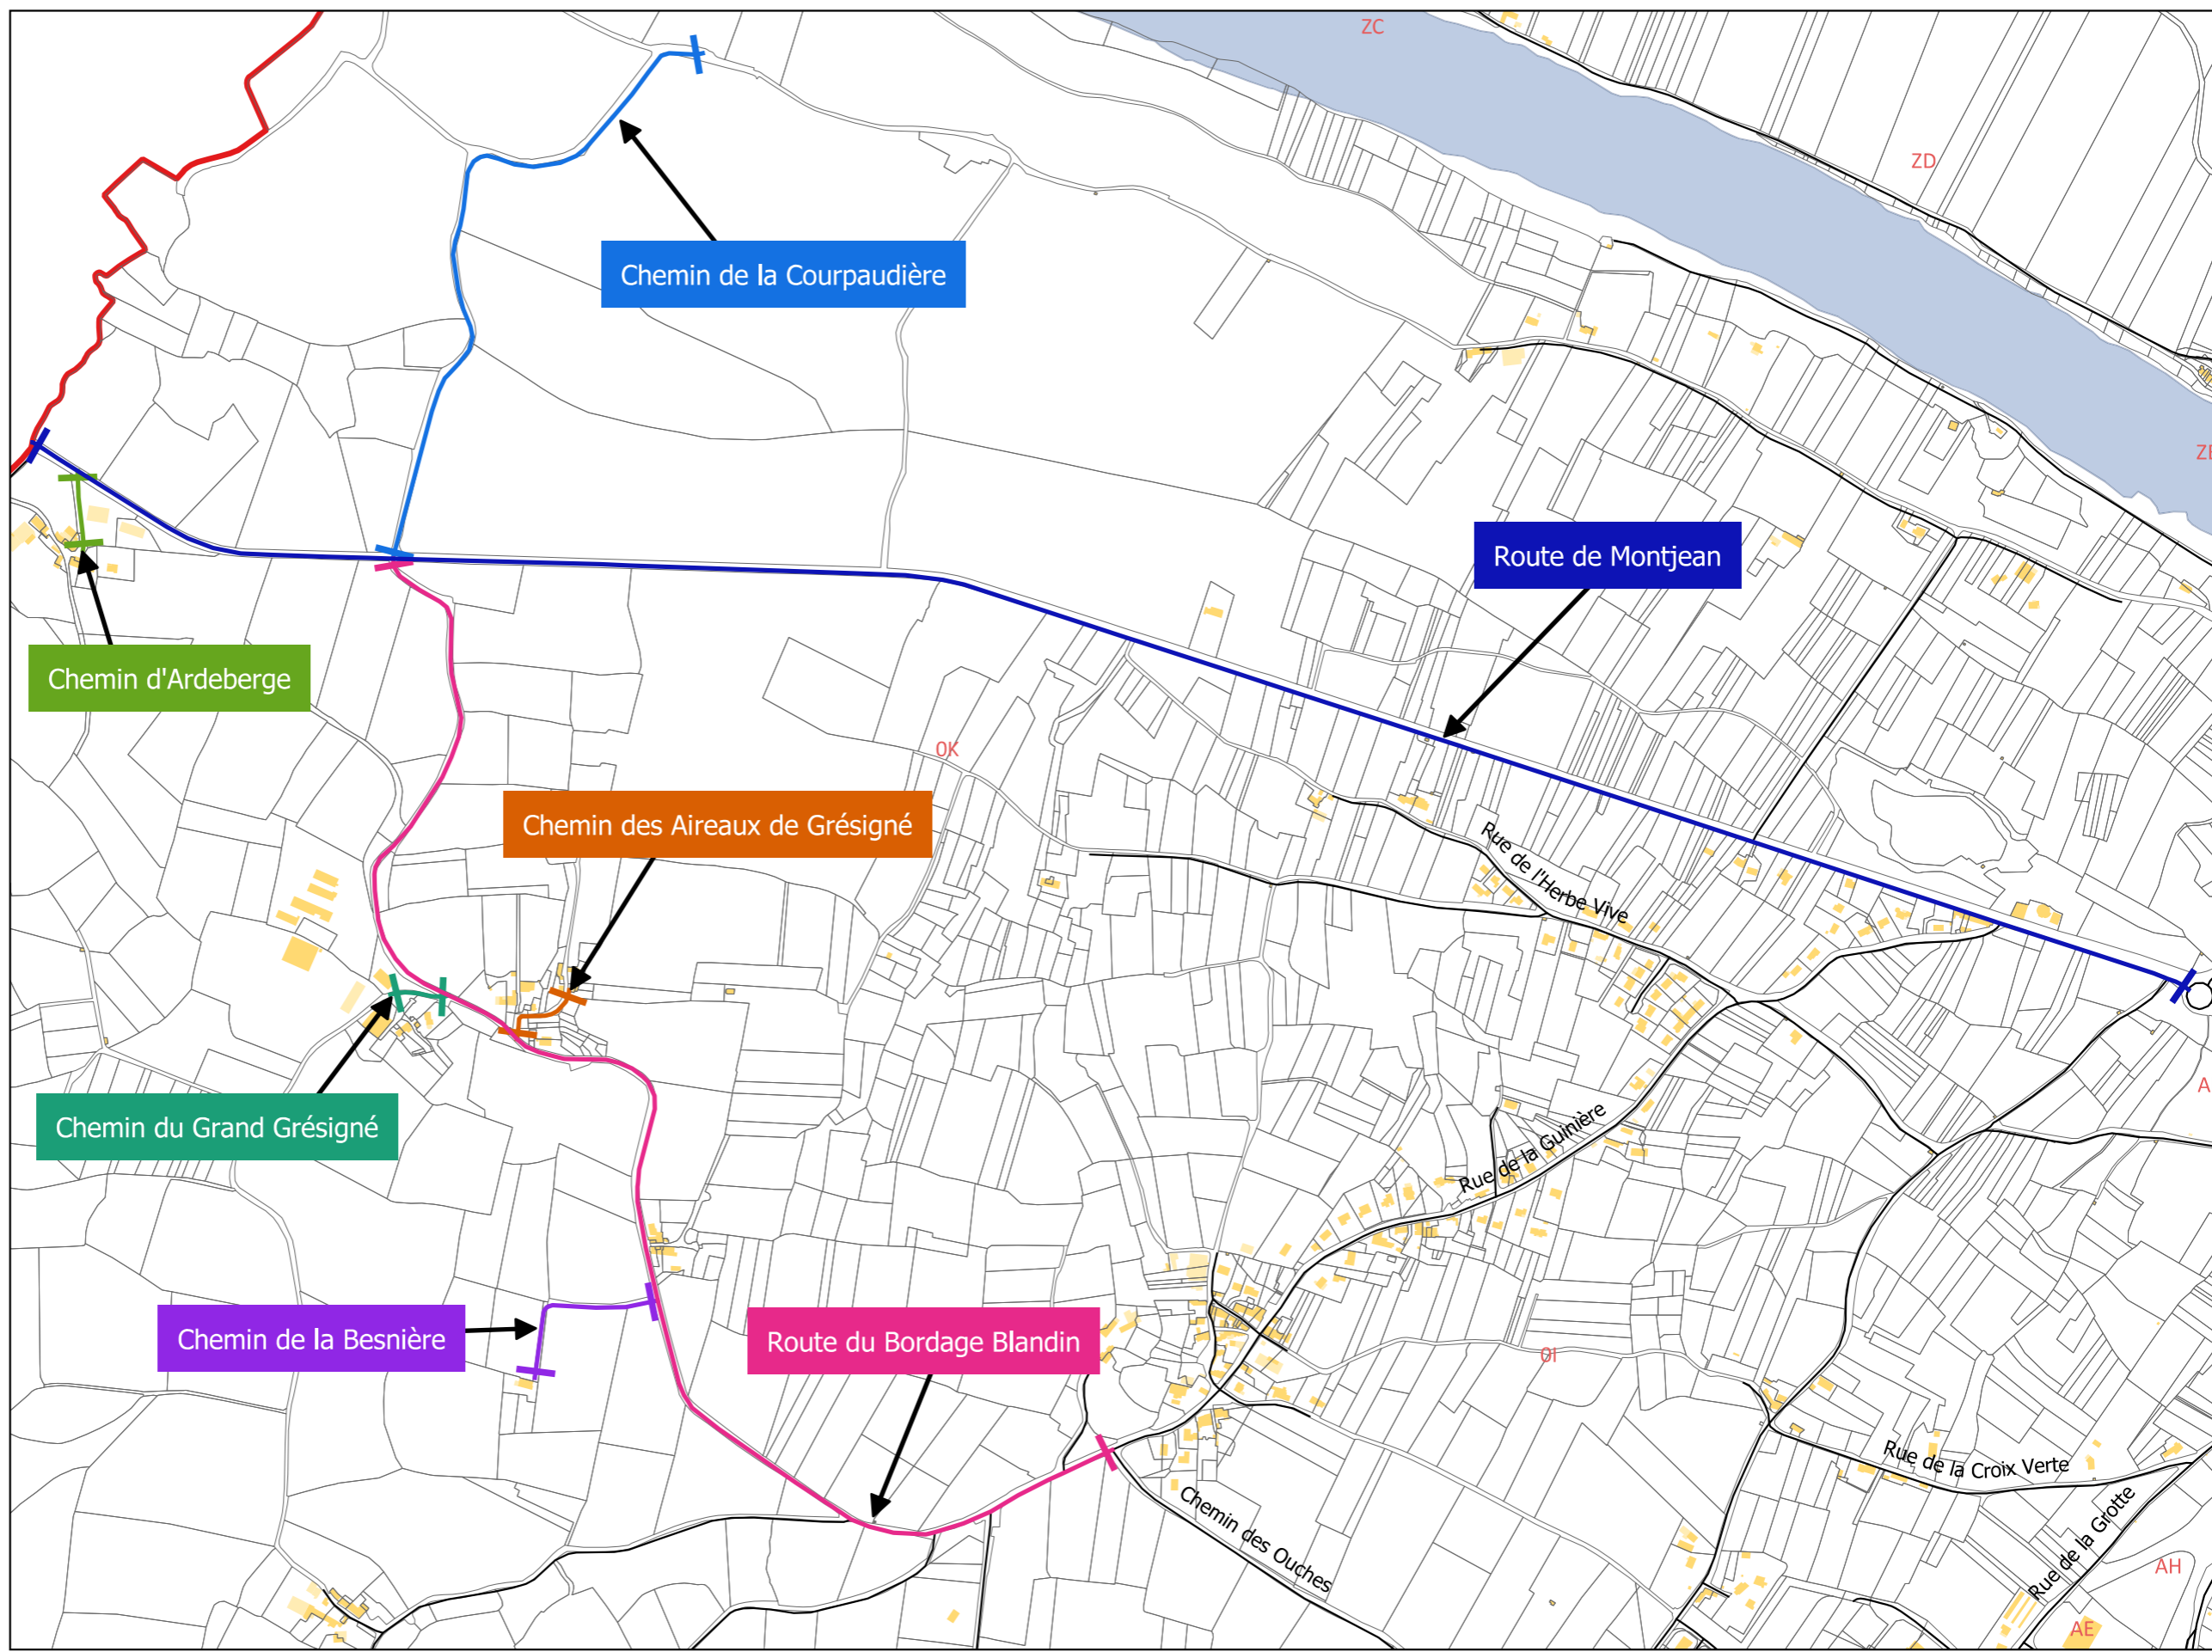 ZC
ZD
Chemin de la Courpaudière
Route de Montjean
Chemin d'Ardeberge
0K
Chemin des Aireaux de Grésigné
Rue de l'Herbe Vive
Chemin du Grand Grésigné
Rue de la Guinière
Chemin de la Besnière
Route du Bordage Blandin
0I
Rue de la Croix Verte
Chemin des Ouches
Rue de la Grotte
AH
AE